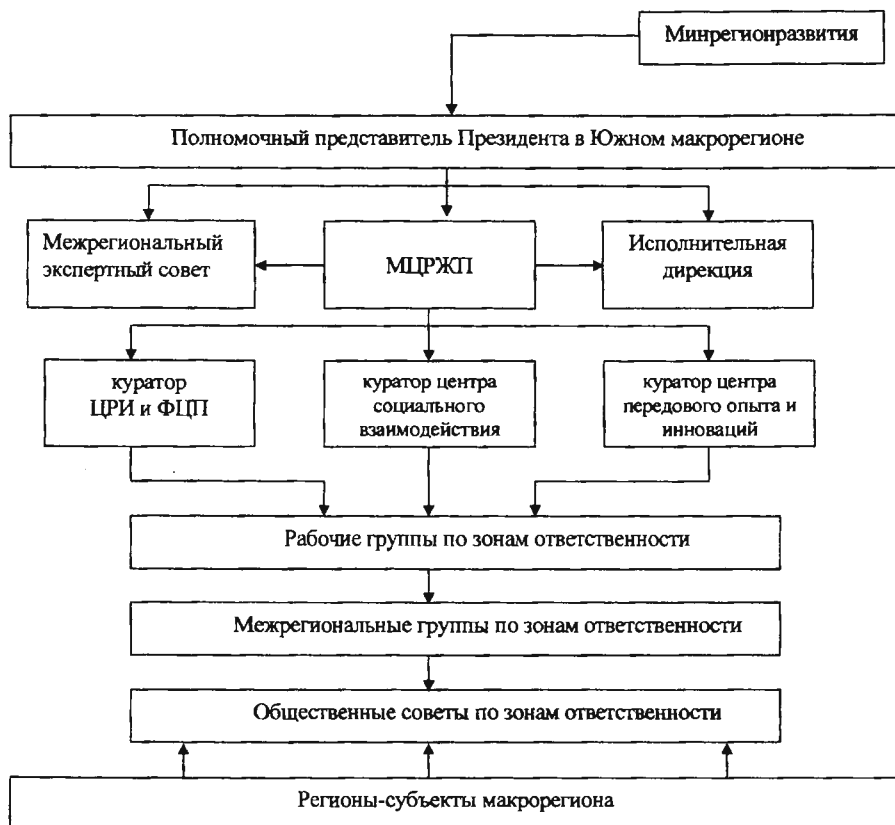 Минрегионразвития
Полномочный представитель Президента в Южном макрорегионе
Межрегиональный
экспертный совет
МЦРЖП
Исполнительная
дирекция
куратор
ЦРИ и ФЦП
куратор центра
социального
взаимодействия
куратор центра
передового опыта и
инноваций
Рабочие группы по зонам ответственности
Межрегиональные группы по зонам ответственности
Общественные советы по зонам ответственности
Регионы-субъекты макрорегиона